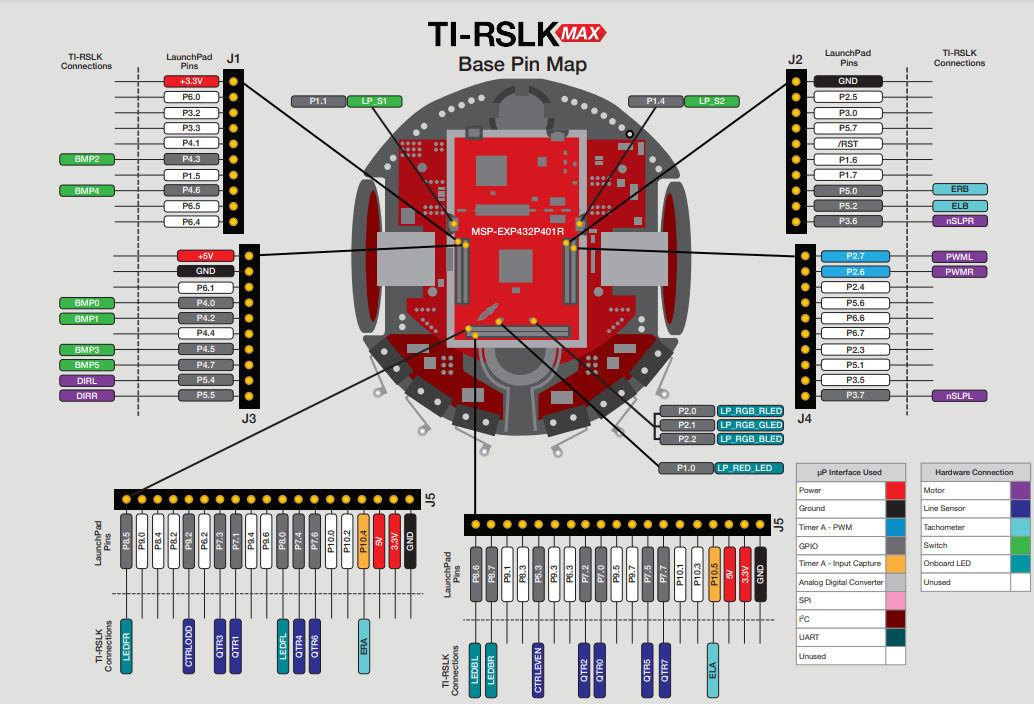 TI-RSLK MAX
Base Pin Map
TI-RSLK Connections
LaunchPad Pins
J1
+3.3V
P6.0
P3.2
P3.3
P4.1
BMP2 P4.3
P1.5
BMP4 P4.6
P6.5
P6.4
P1.1 LP_S1
P1.4 LP_S2
J2
LaunchPad Pins
TI-RSLK Connections
GND
P2.5
P3.0
P5.7
/RST
P1.6
P1.7
P5.0 ERB
P5.2 ELB
P3.6 nSLPR
MSP-EXP432P401R
+5V
GND
P6.1
BMP0 P4.0
BMP1 P4.2
P4.4
BMP3 P4.5
BMP5 P4.7
DIRL P5.4
DIRR P5.5
J3
P2.7 PWML
P2.6 PWMR
P2.4
P5.6
P6.6
P6.7
P2.3
P5.1
P3.5
P3.7 nSLPL
J4
P2.0 LP_RGB_RLED
P2.1 LP_RGB_GLED
P2.2 LP_RGB_BLED
P1.0 LP_RED_LED
J5
LaunchPad Pins
P8.5 P9.0 P8.4 P8.2 P9.2 P6.2 P7.3 P7.1 P9.4 P9.6 P8.0 P7.4 P7.6 P10.0 P10.2 P10.4 5V 3.3V GND
TI-RSLK Connections
LEDFR CTRLODD QTR3 QTR1 LEDFL QTR4 QTR6 ERA
J5
LaunchPad Pins
P8.6 P8.7 P9.1 P8.3 P5.3 P9.3 P6.3 P7.2 P7.0 P9.5 P9.7 P7.5 P7.7 P10.1 P10.3 P10.5 5V 3.3V GND
TI-RSLK Connections
LEDBL LEDBR CTRLEVEN QTR2 QTR0 QTR5 QTR7 ELA
µP Interface Used
Power
Ground
Timer A - PWM
GPIO
Timer A - Input Capture
Analog Digital Converter
SPI
I²C
UART
Unused
Hardware Connection
Motor
Line Sensor
Tachometer
Switch
Onboard LED
Unused